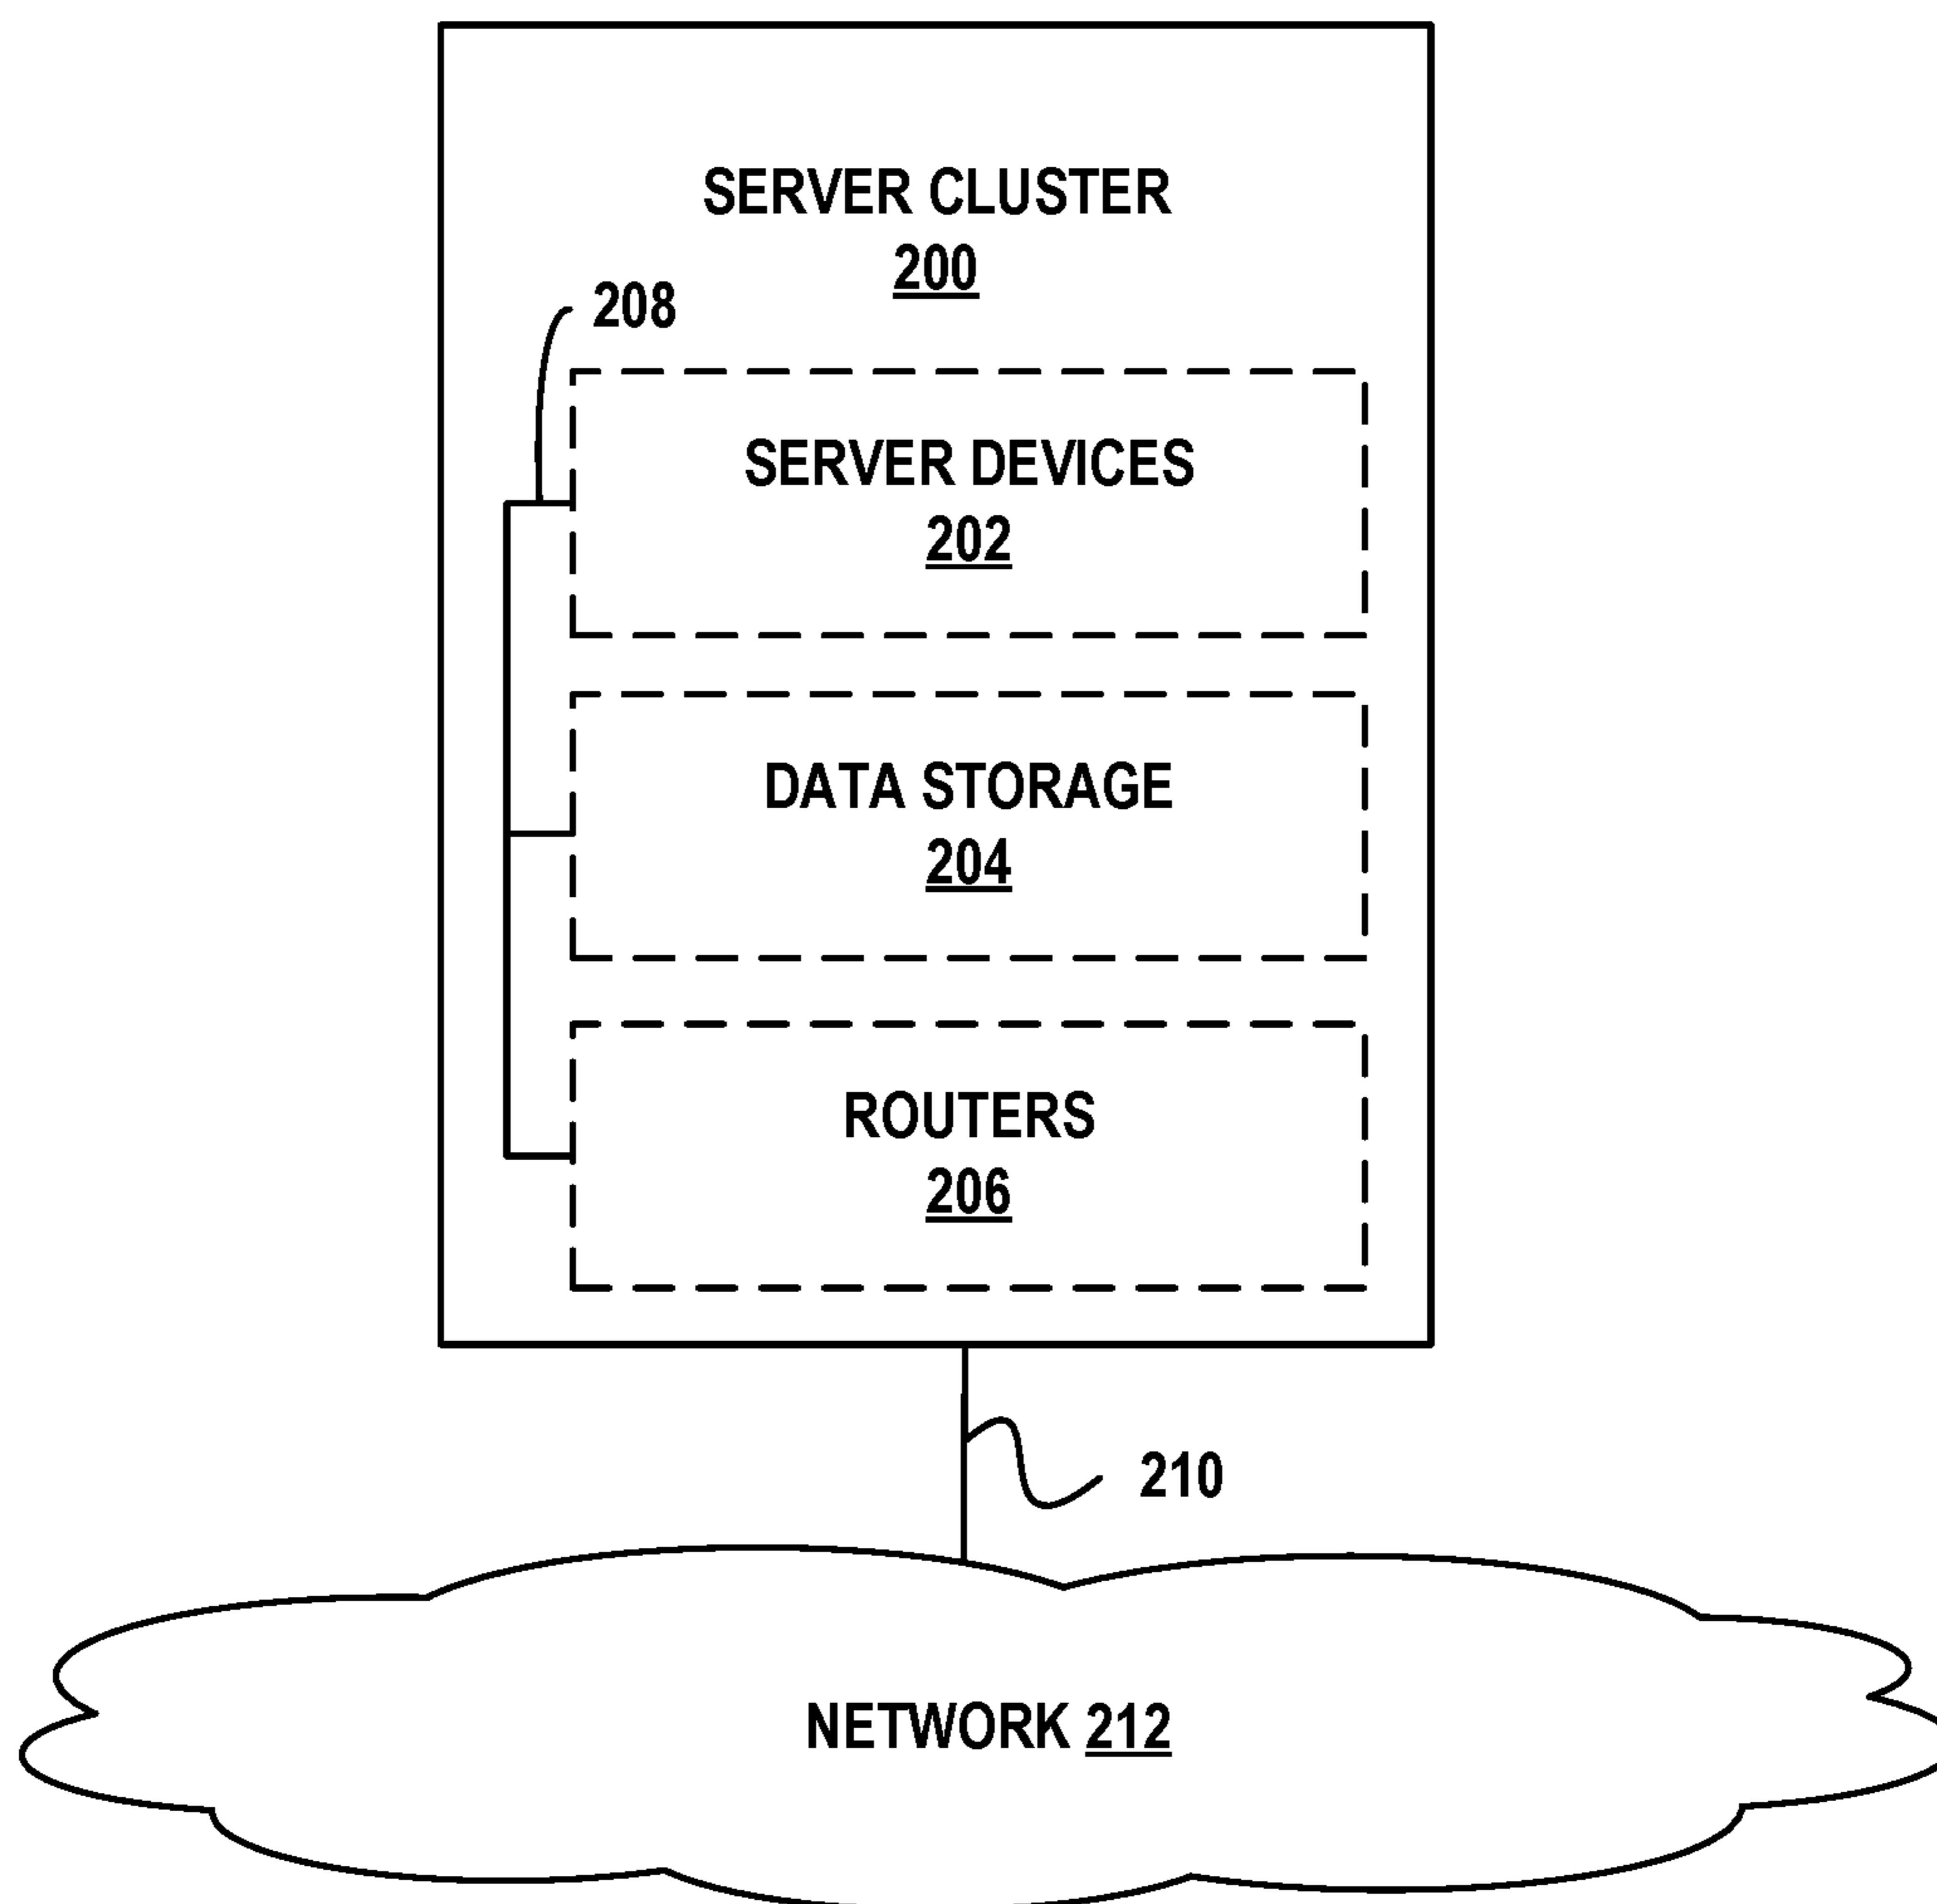 SERVER CLUSTER
200
208
SERVER DEVICES
202
DATA STORAGE
204
ROUTERS
206
210
NETWORK 212